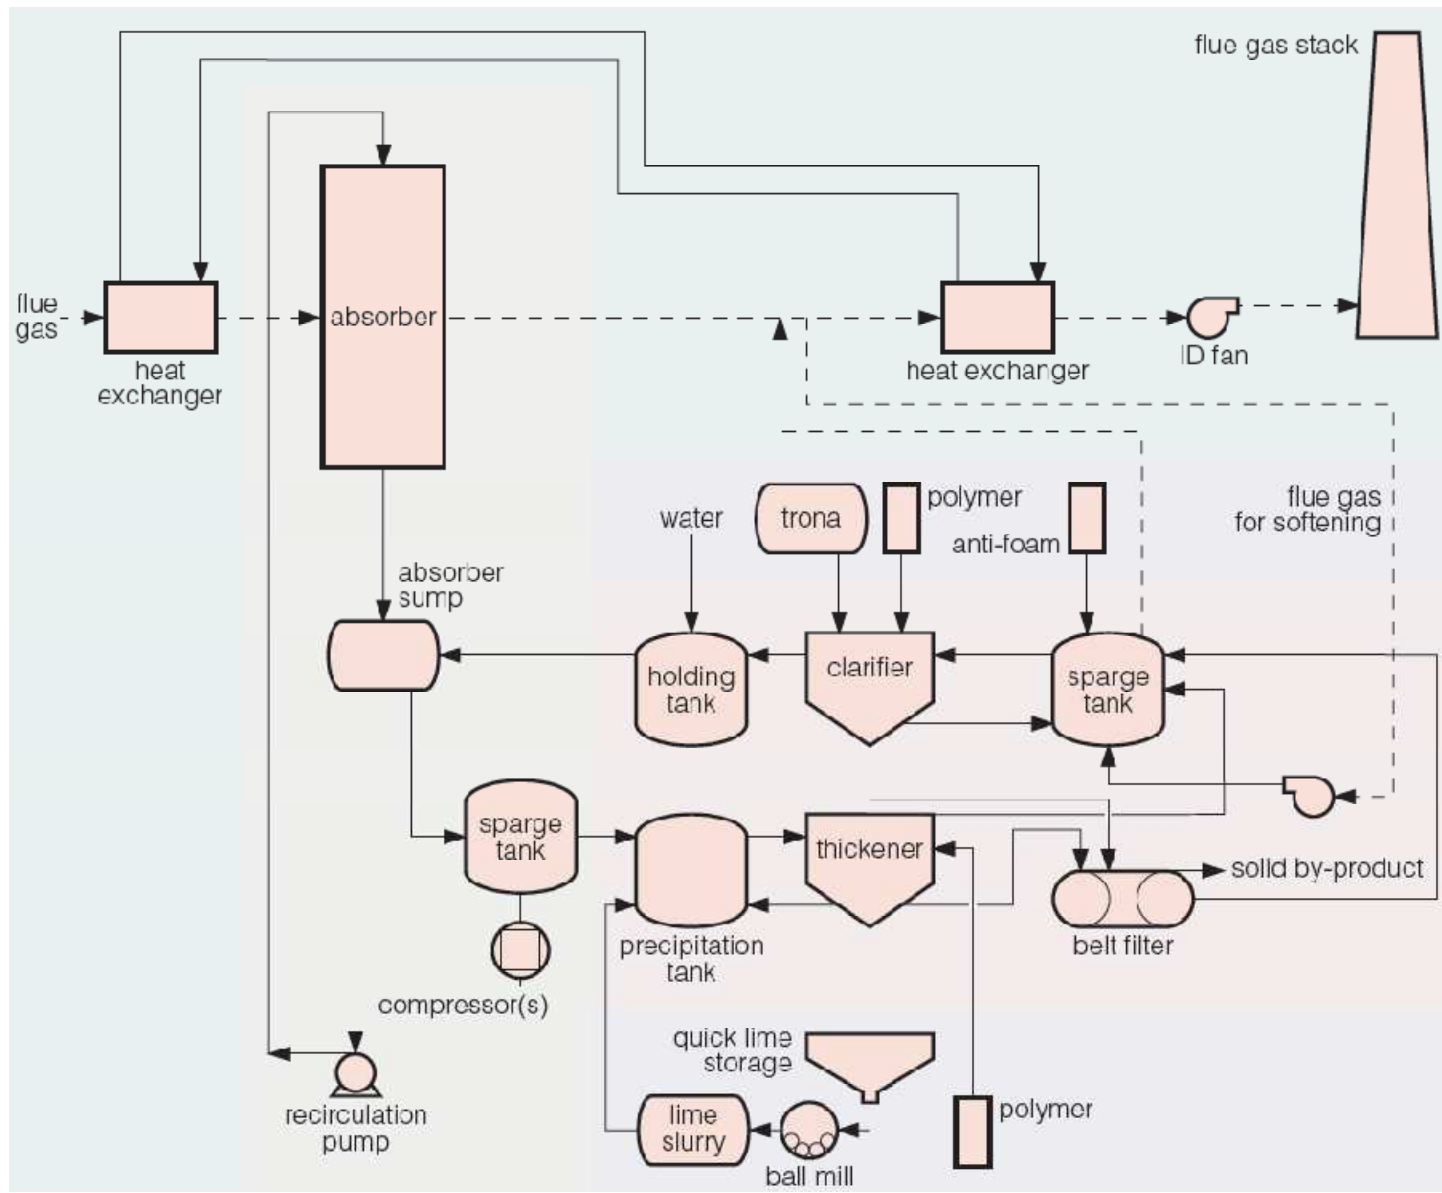 flue gas stack
flue
gas
absorber
heat
exchanger
heat exchanger
ID fan
polymer
water
trona
anti-foam
flue gas
for softening
absorber
sump
holding
tank
clarifier
sparge
tank
sparge
tank
thickener
solid by-product
precipitation
tank
belt filter
compressor(s)
quick lime
storage
recirculation
pump
lime
slurry
ball mill
polymer